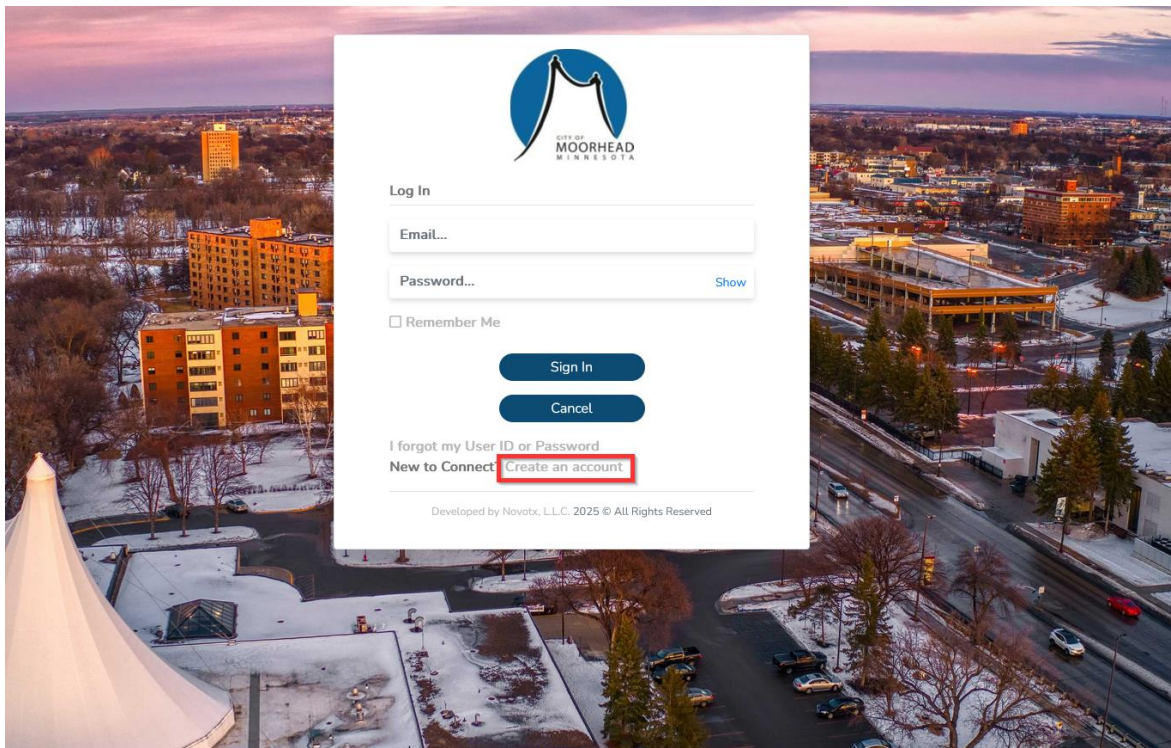 CITY OF
MOORHEAD
MINNESOTA
Log In
Email...
Password... Show
Remember Me
Sign In
Cancel
I forgot my User ID or Password
New to Connect? Create an account
Developed by Novotx, L.L.C. 2025 © All Rights Reserved